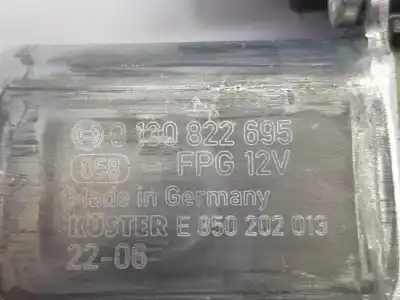 0 130 822 695
058 FPG 12V
Made in Germany
KÜSTER E 850 202 013
22-06